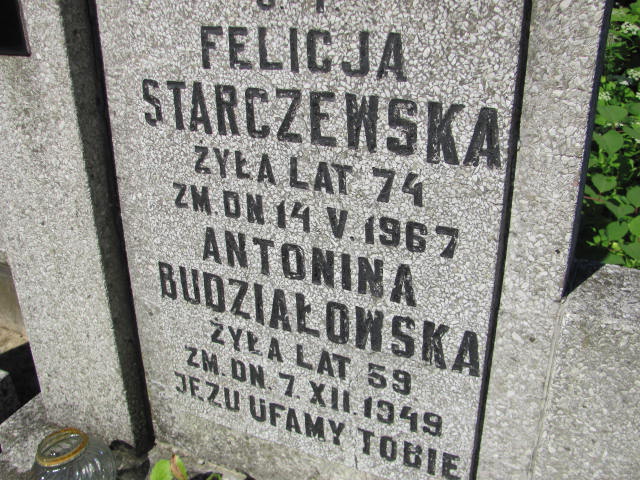 FELICJA
STARCZEWSKA
ŻYŁA LAT 74
ZM. DN 14 V. 1967
ANTONINA
BUDZIAŁOWSKA
ŻYŁA LAT 59
ZM. DN. 7. XII. 1949
JEZU UFAMY TOBIE